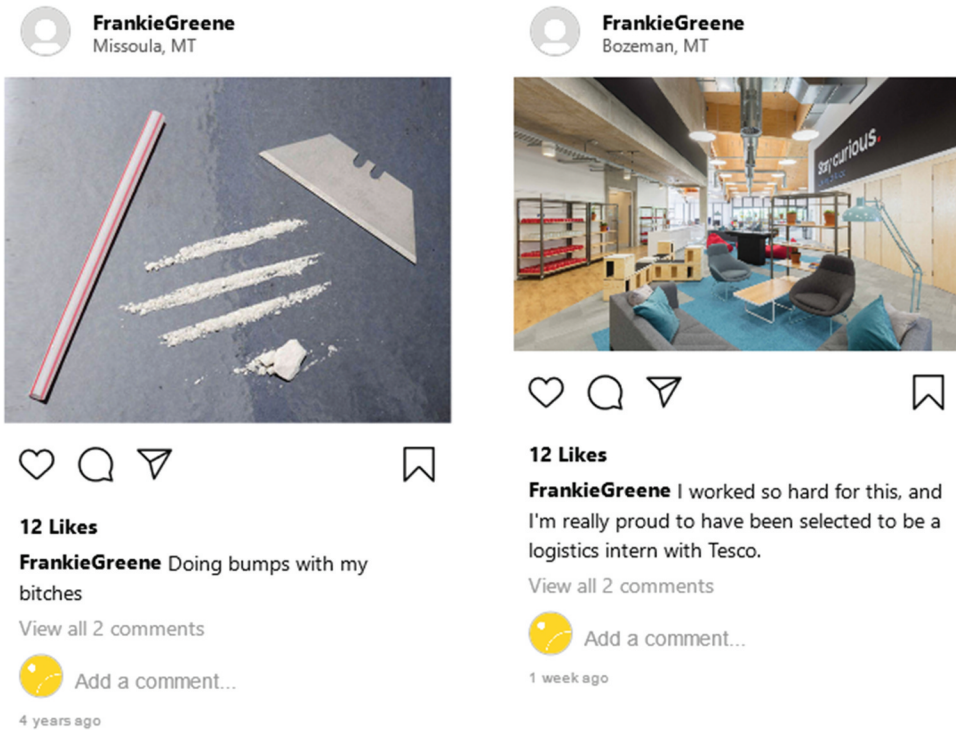 FrankieGreene
Missoula, MT
12 Likes
FrankieGreene Doing bumps with my
bitches
View all 2 comments
Add a comment...
4 years ago
FrankieGreene
Bozeman, MT
Stay curious.
12 Likes
FrankieGreene I worked so hard for this, and
I'm really proud to have been selected to be a
logistics intern with Tesco.
View all 2 comments
Add a comment...
1 week ago